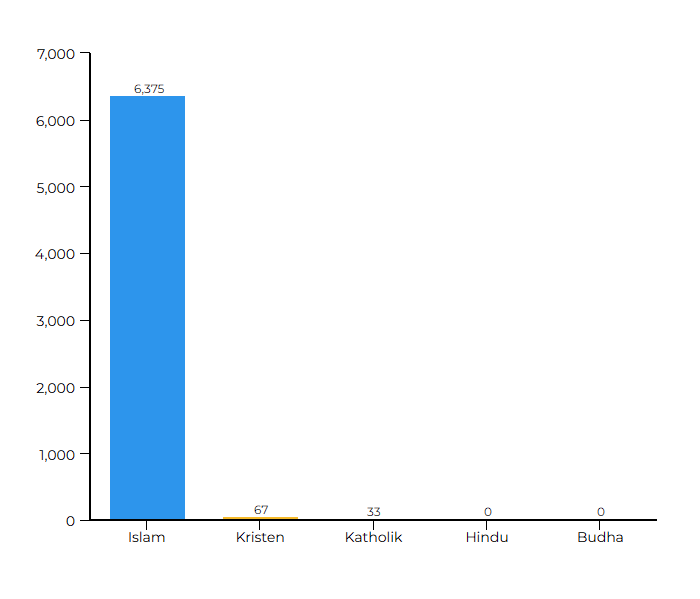 7,000
6,375
6,000
5,000
4,000
3,000
2,000
1,000
67
33
0
0
0
Islam
Kristen
Katholik
Hindu
Budha